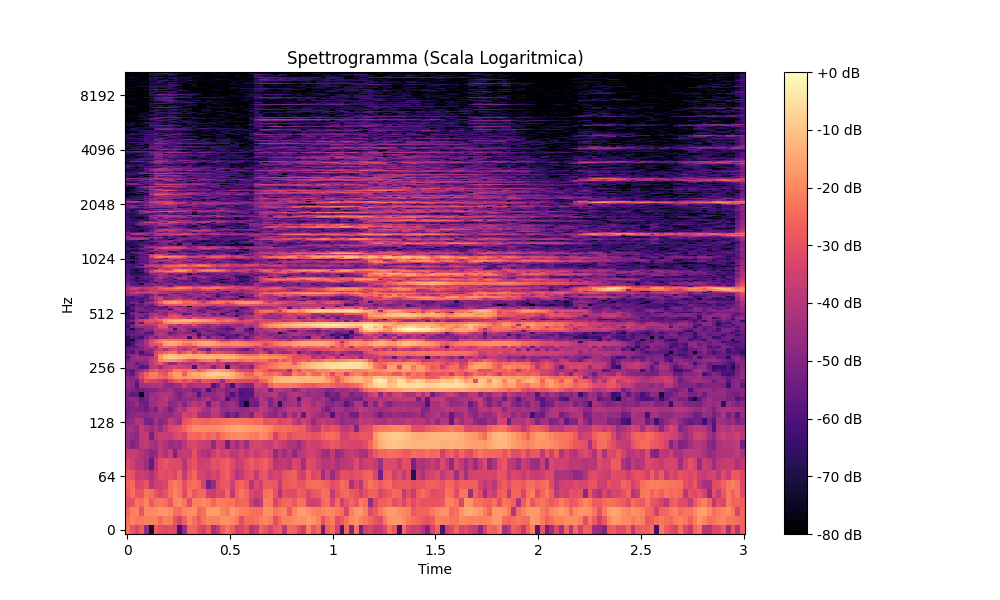 Spettrogramma (Scala Logaritmica)
Hz
8192
4096
2048
1024
512
256
128
64
0
0 0.5 1 1.5 2 2.5 3
Time
+0 dB
-10 dB
-20 dB
-30 dB
-40 dB
-50 dB
-60 dB
-70 dB
-80 dB